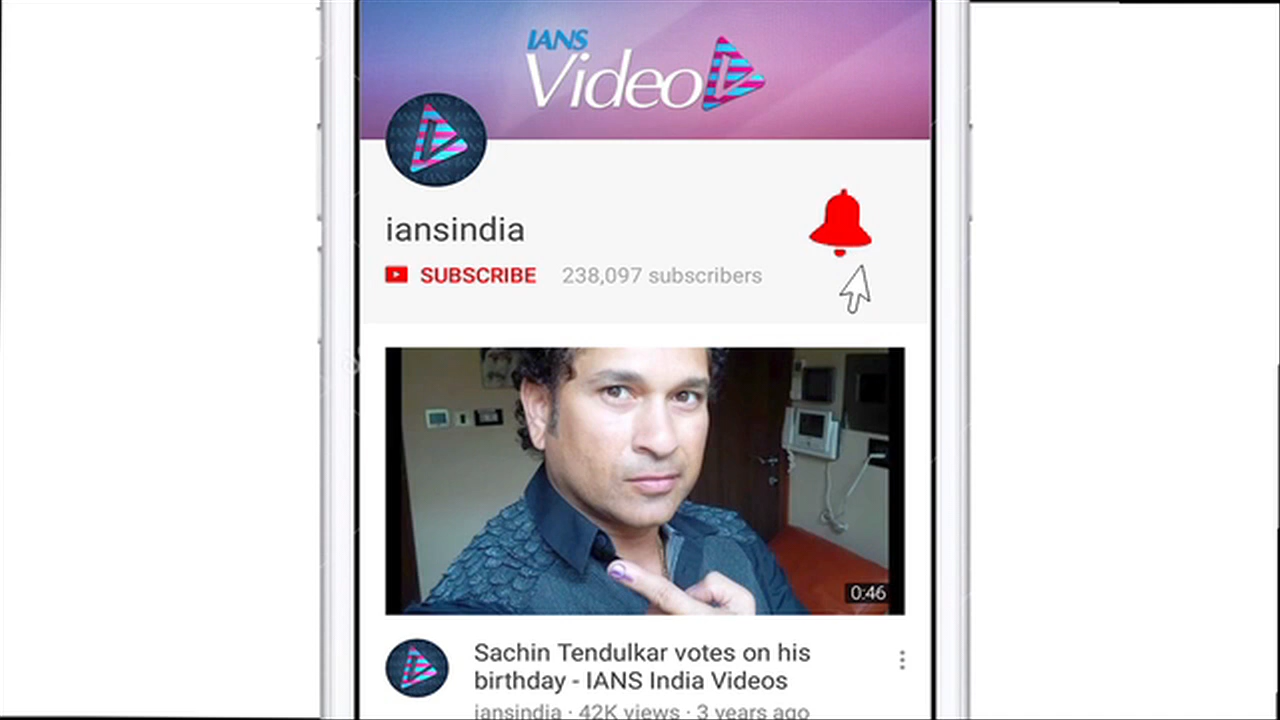 IANS
Video
iansindia
SUBSCRIBE 238,097 subscribers
0:46
Sachin Tendulkar votes on his
birthday - IANS India Videos
iansindia · 42K views · 3 years ago